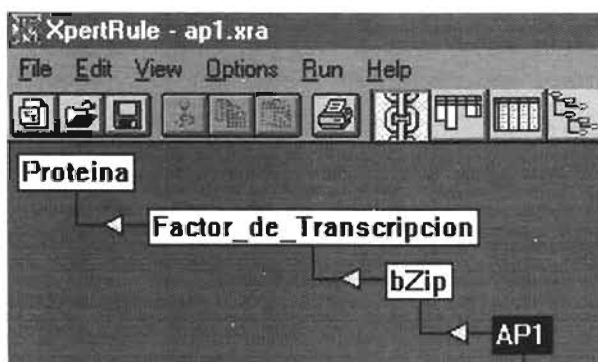 XpertRule - ap1.xra
File Edit View Options Run Help
Proteina
Factor_de_Transcripcion
bZip
AP1